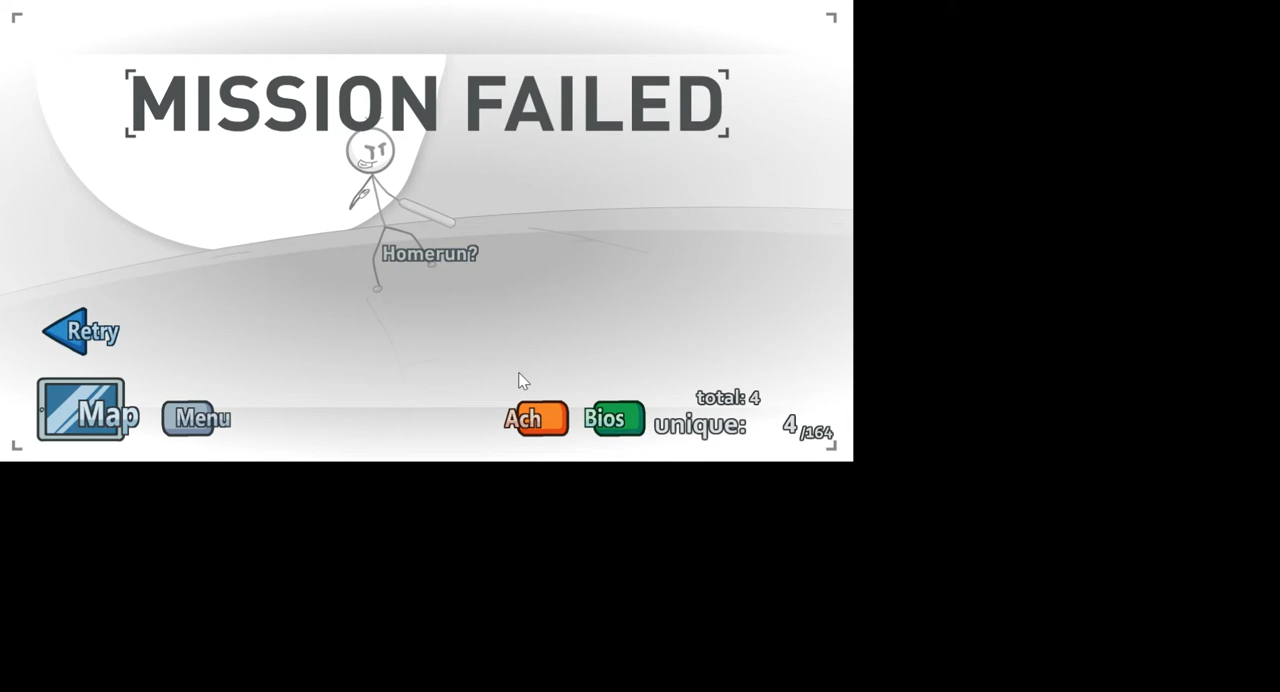 MISSION FAILED
Homerun?
Retry
Map
Menu
Ach
Bios
total: 4
unique: 4/164